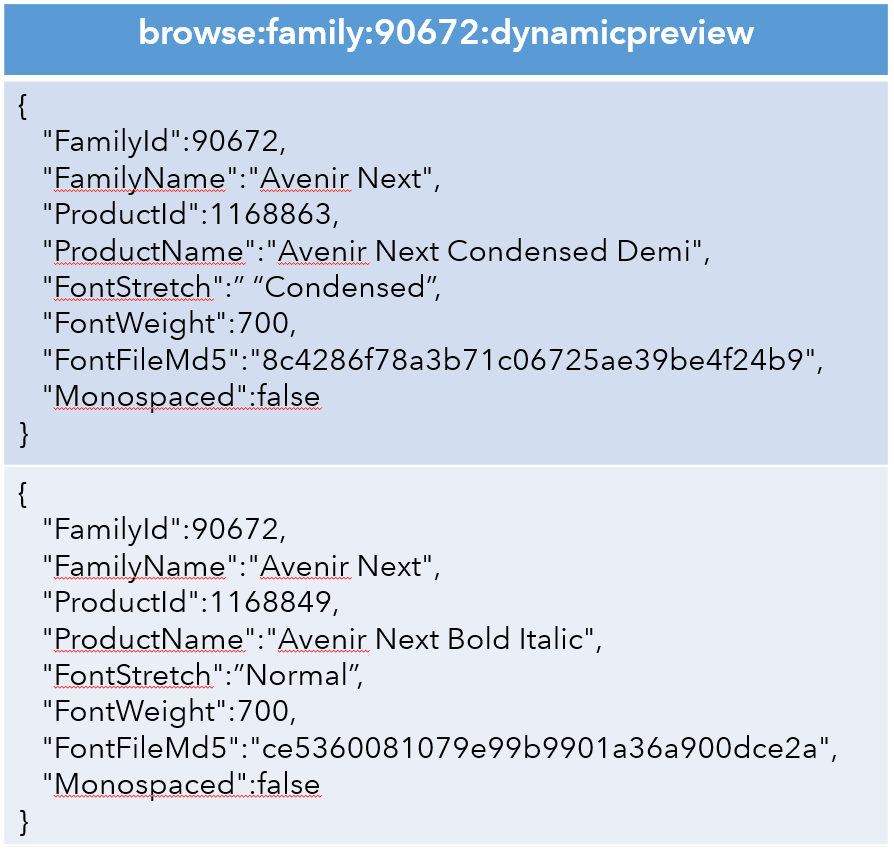 browse:family:90672:dynamicpreview
{
"FamilyId":90672,
"FamilyName":"Avenir Next",
"ProductId":1168863,
"ProductName":"Avenir Next Condensed Demi",
"FontStretch":” “Condensed”,
"FontWeight":700,
"FontFileMd5":"8c4286f78a3b71c06725ae39be4f24b9",
"Monospaced":false
}
{
"FamilyId":90672,
"FamilyName":"Avenir Next",
"ProductId":1168849,
"ProductName":"Avenir Next Bold Italic",
"FontStretch":”Normal”,
"FontWeight":700,
"FontFileMd5":"ce5360081079e99b9901a36a900dce2a",
"Monospaced":false
}